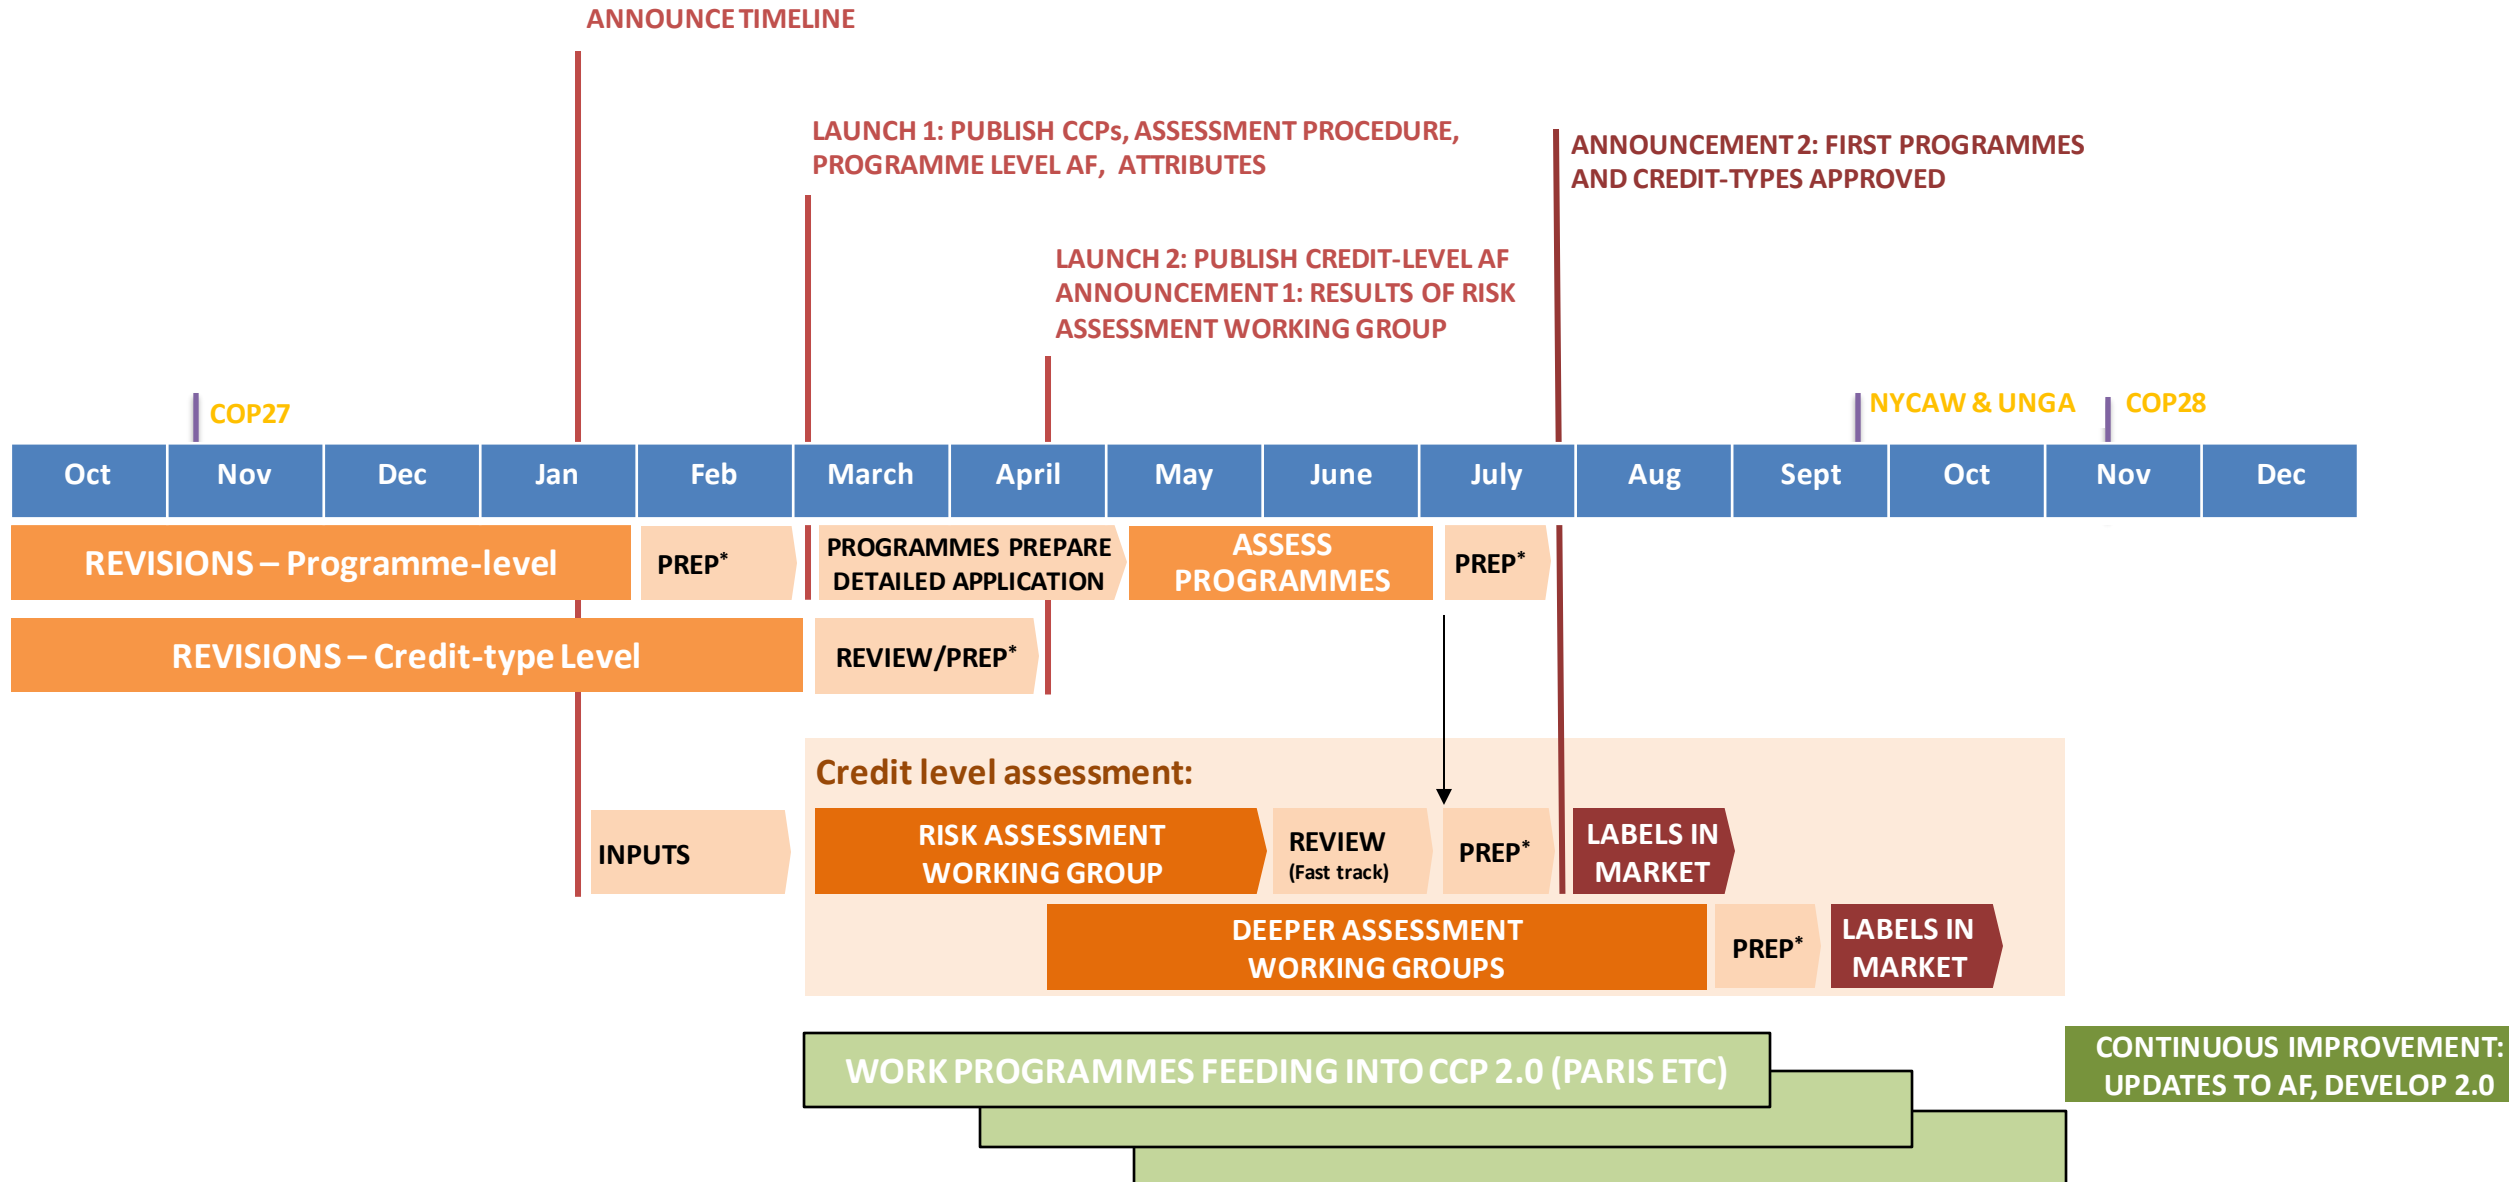 ANNOUNCE TIMELINE
LAUNCH 1: PUBLISH CCPs, ASSESSMENT PROCEDURE,
PROGRAMME LEVEL AF, ATTRIBUTES
ANNOUNCEMENT 2: FIRST PROGRAMMES
AND CREDIT-TYPES APPROVED
LAUNCH 2: PUBLISH CREDIT-LEVEL AF
ANNOUNCEMENT 1: RESULTS OF RISK
ASSESSMENT WORKING GROUP
COP27
NYCAW & UNGA
COP28
Oct
Nov
Dec
Jan
Feb
March
April
May
June
July
Aug
Sept
Oct
Nov
Dec
REVISIONS – Programme-level
PREP*
PROGRAMMES PREPARE
DETAILED APPLICATION
ASSESS
PROGRAMMES
PREP*
REVISIONS – Credit-type Level
REVIEW/PREP*
Credit level assessment:
INPUTS
RISK ASSESSMENT
WORKING GROUP
REVIEW
(Fast track)
PREP*
LABELS IN
MARKET
DEEPER ASSESSMENT
WORKING GROUPS
PREP*
LABELS IN
MARKET
WORK PROGRAMMES FEEDING INTO CCP 2.0 (PARIS ETC)
CONTINUOUS IMPROVEMENT:
UPDATES TO AF, DEVELOP 2.0